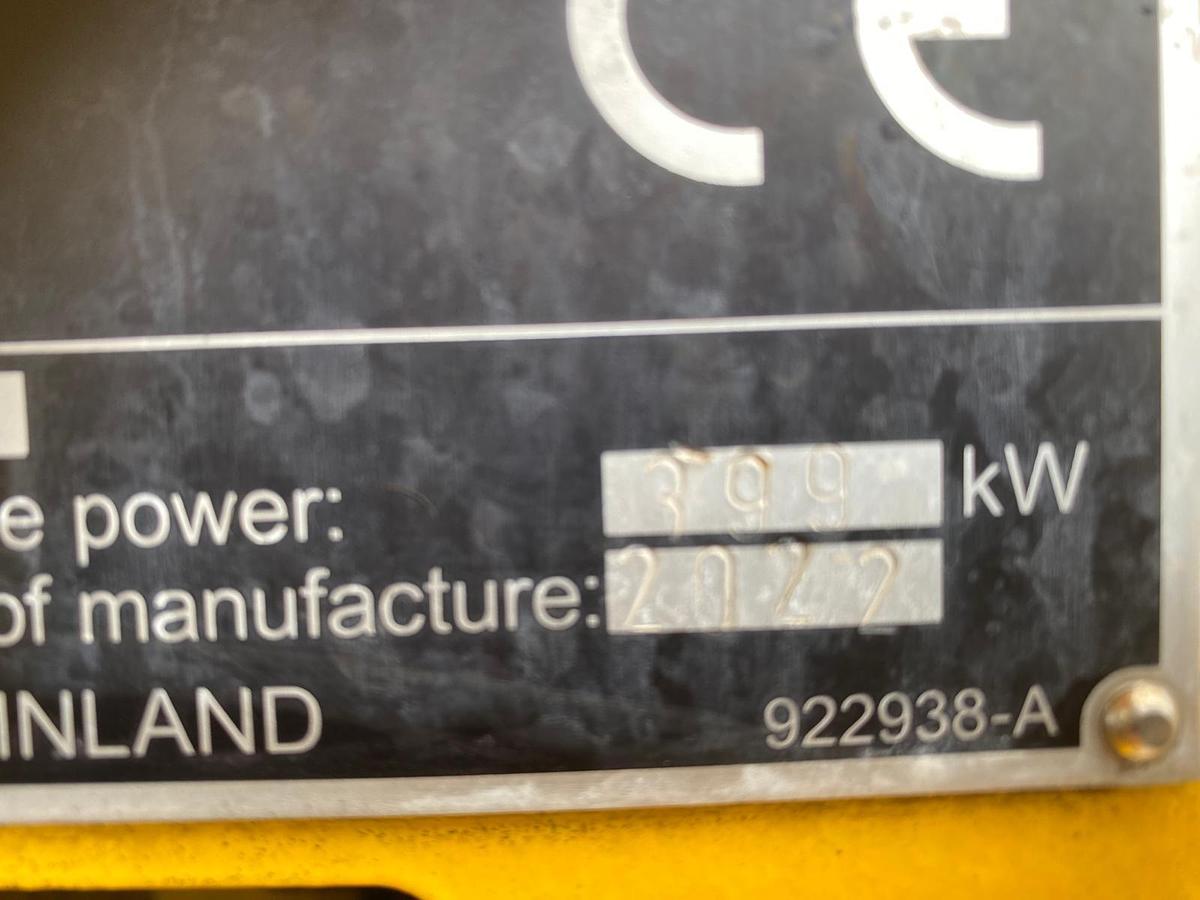 CE
e power: 399 kW
of manufacture: 2022
INLAND
922938-A